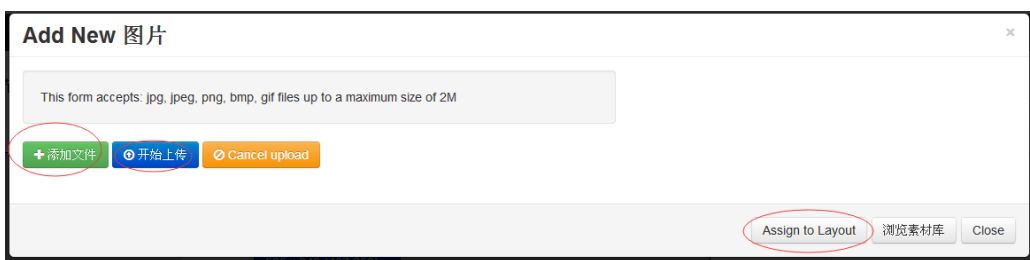 Add New 图片
×
This form accepts: jpg, jpeg, png, bmp, gif files up to a maximum size of 2M
添加文件 开始上传 Cancel upload
Assign to Layout 浏览素材库 Close